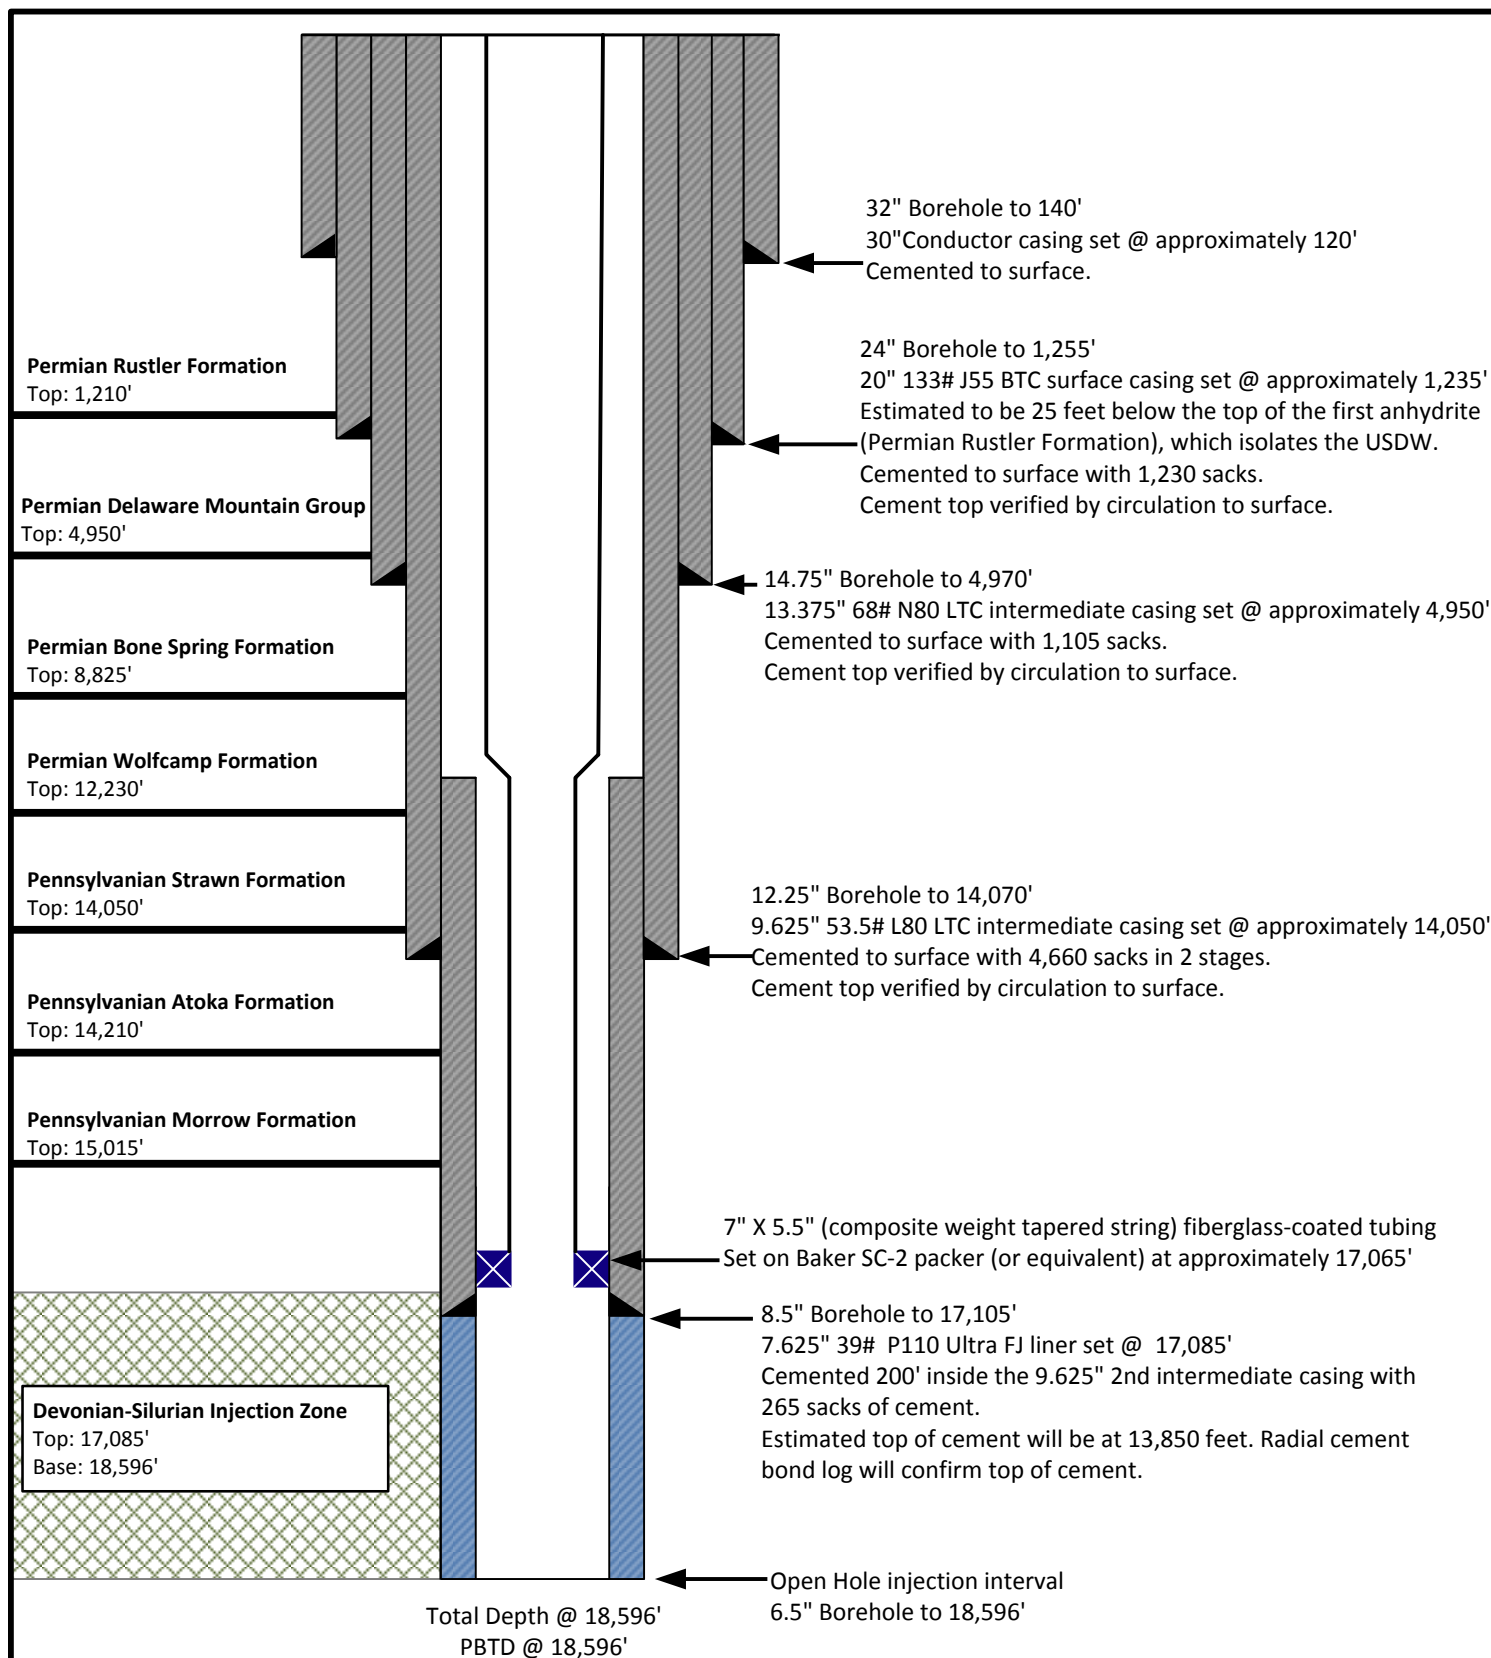 32" Borehole to 140'
30"Conductor casing set @ approximately 120'
Cemented to surface.
Permian Rustler Formation
Top: 1,210'
24" Borehole to 1,255'
20" 133# J55 BTC surface casing set @ approximately 1,235'
Estimated to be 25 feet below the top of the first anhydrite
(Permian Rustler Formation), which isolates the USDW.
Cemented to surface with 1,230 sacks.
Cement top verified by circulation to surface.
Permian Delaware Mountain Group
Top: 4,950'
14.75" Borehole to 4,970'
13.375" 68# N80 LTC intermediate casing set @ approximately 4,950'
Cemented to surface with 1,105 sacks.
Cement top verified by circulation to surface.
Permian Bone Spring Formation
Top: 8,825'
Permian Wolfcamp Formation
Top: 12,230'
Pennsylvanian Strawn Formation
Top: 14,050'
12.25" Borehole to 14,070'
9.625" 53.5# L80 LTC intermediate casing set @ approximately 14,050'
Cemented to surface with 4,660 sacks in 2 stages.
Cement top verified by circulation to surface.
Pennsylvanian Atoka Formation
Top: 14,210'
Pennsylvanian Morrow Formation
Top: 15,015'
7" X 5.5" (composite weight tapered string) fiberglass-coated tubing
Set on Baker SC-2 packer (or equivalent) at approximately 17,065'
8.5" Borehole to 17,105'
7.625" 39#  P110 Ultra FJ liner set @  17,085'
Cemented 200' inside the 9.625" 2nd intermediate casing with
265 sacks of cement.
Estimated top of cement will be at 13,850 feet. Radial cement
bond log will confirm top of cement.
Devonian-Silurian Injection Zone
Top: 17,085'
Base: 18,596'
Open Hole injection interval
6.5" Borehole to 18,596'
Total Depth @ 18,596'
PBTD @ 18,596'